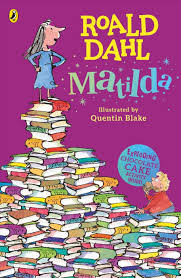 ROALD
DAHL
Matilda
Illustrated by
Quentin Blake
EXPLODING
CHOCOLATE
CAKE